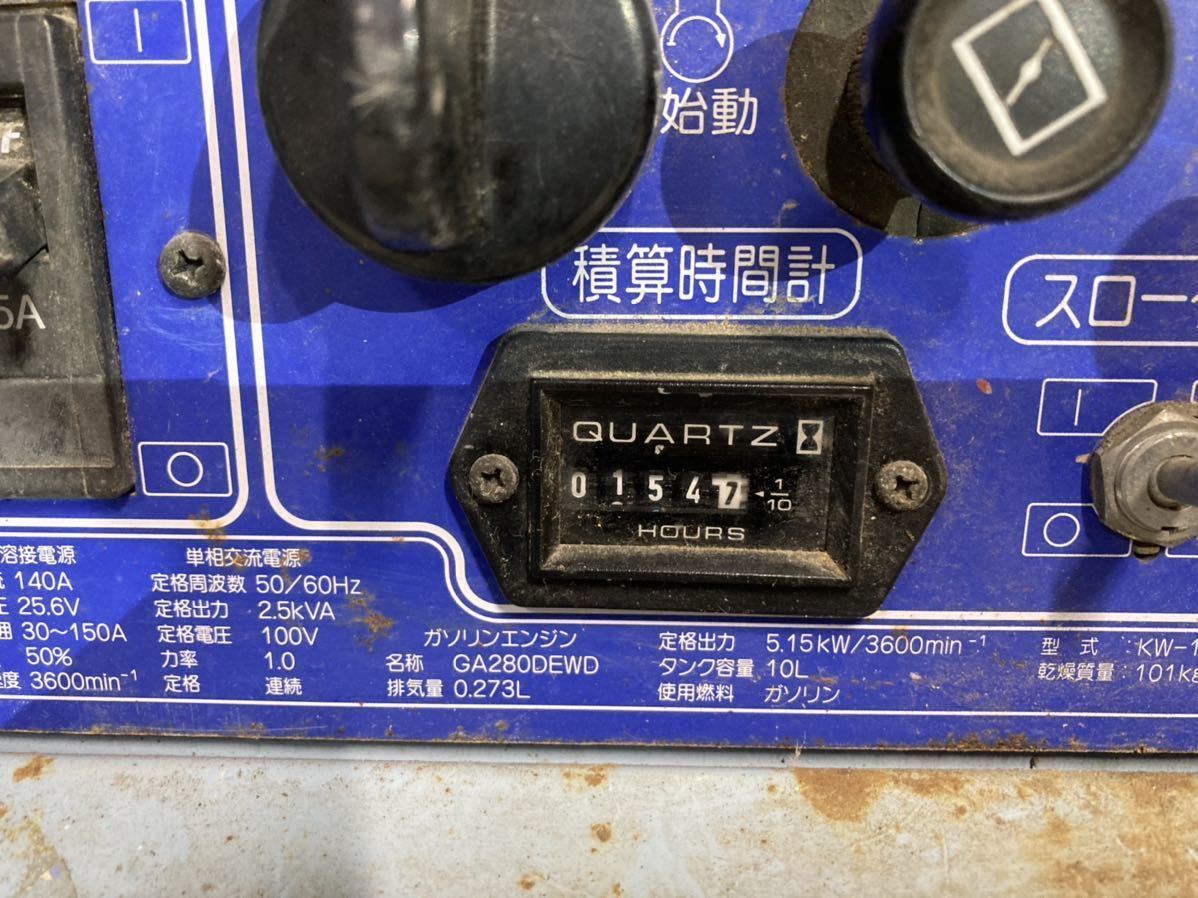 始動
5A
積算時間計
スロー
QUARTZ
01547 1/10
HOURS
溶接電源
140A
25.6V
30～150A
50%
3600min⁻¹
単相交流電源
定格周波数 50/60Hz
定格出力 2.5kVA
定格電圧 100V
力率 1.0
定格 連続
ガソリンエンジン
名称 GA280DEWD
排気量 0.273L
定格出力 5.15kW/3600min⁻¹
タンク容量 10L
使用燃料 ガソリン
型式 :KW-1
乾燥質量:101kg